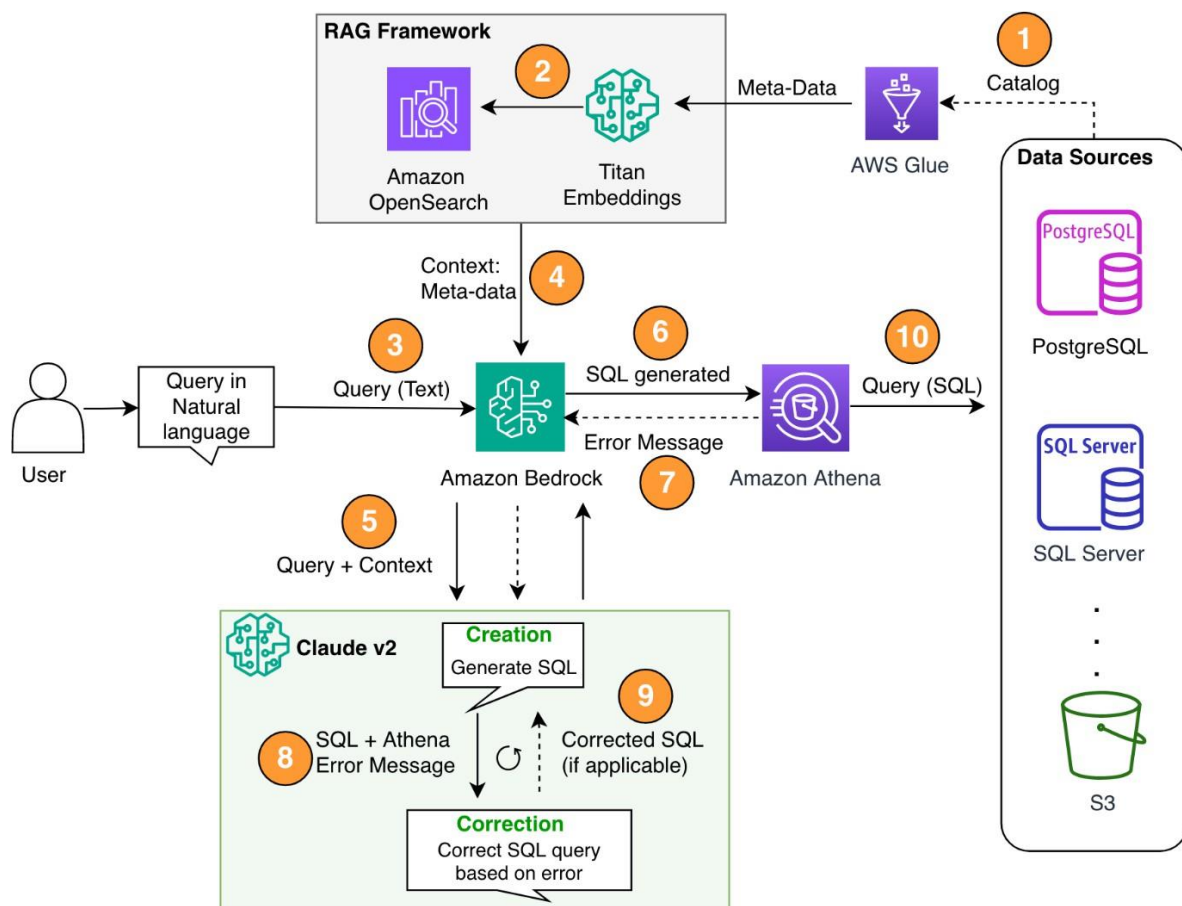 RAG Framework
1
2
Catalog
Meta-Data
Data Sources
Amazon
OpenSearch
Titan
Embeddings
AWS Glue
PostgreSQL
PostgreSQL
Context:
Meta-data
4
3
6
10
Query in
Natural
language
Query (Text)
SQL generated
Query (SQL)
Error Message
User
Amazon Bedrock
7
Amazon Athena
SQL Server
SQL Server
5
Query + Context
Claude v2
Creation
Generate SQL
8
SQL + Athena
Error Message
9
Corrected SQL
(if applicable)
.
.
.
S3
Correction
Correct SQL query
based on error